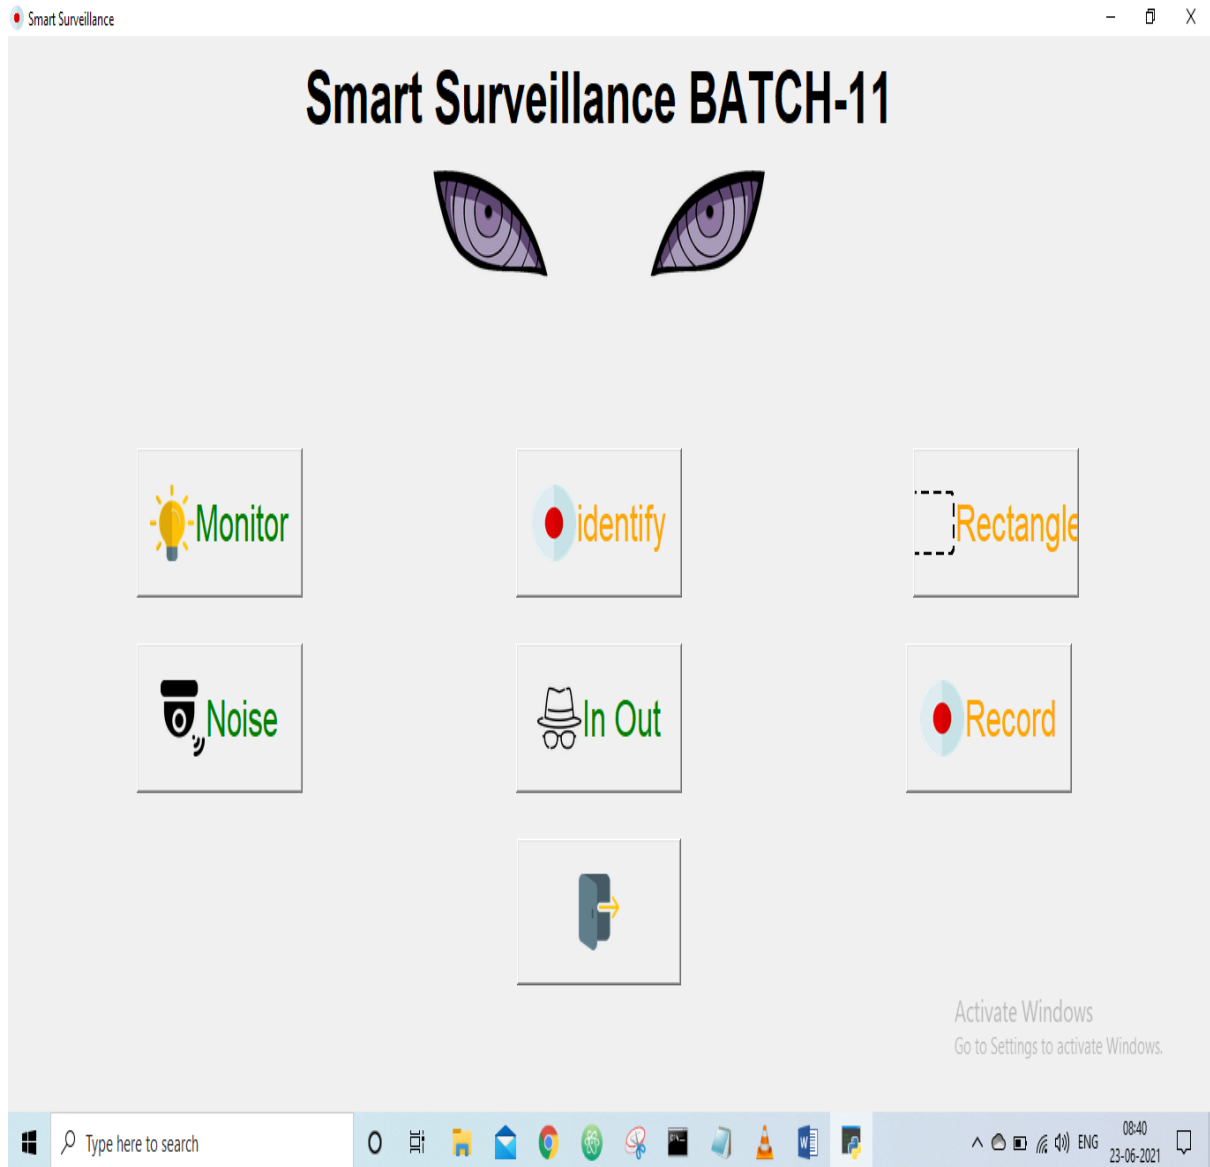 Smart Surveillance
Smart Surveillance BATCH-11
Monitor
identify
Rectangle
Noise
In Out
Record
Activate Windows
Go to Settings to activate Windows.
Type here to search
ENG
08:40
23-06-2021